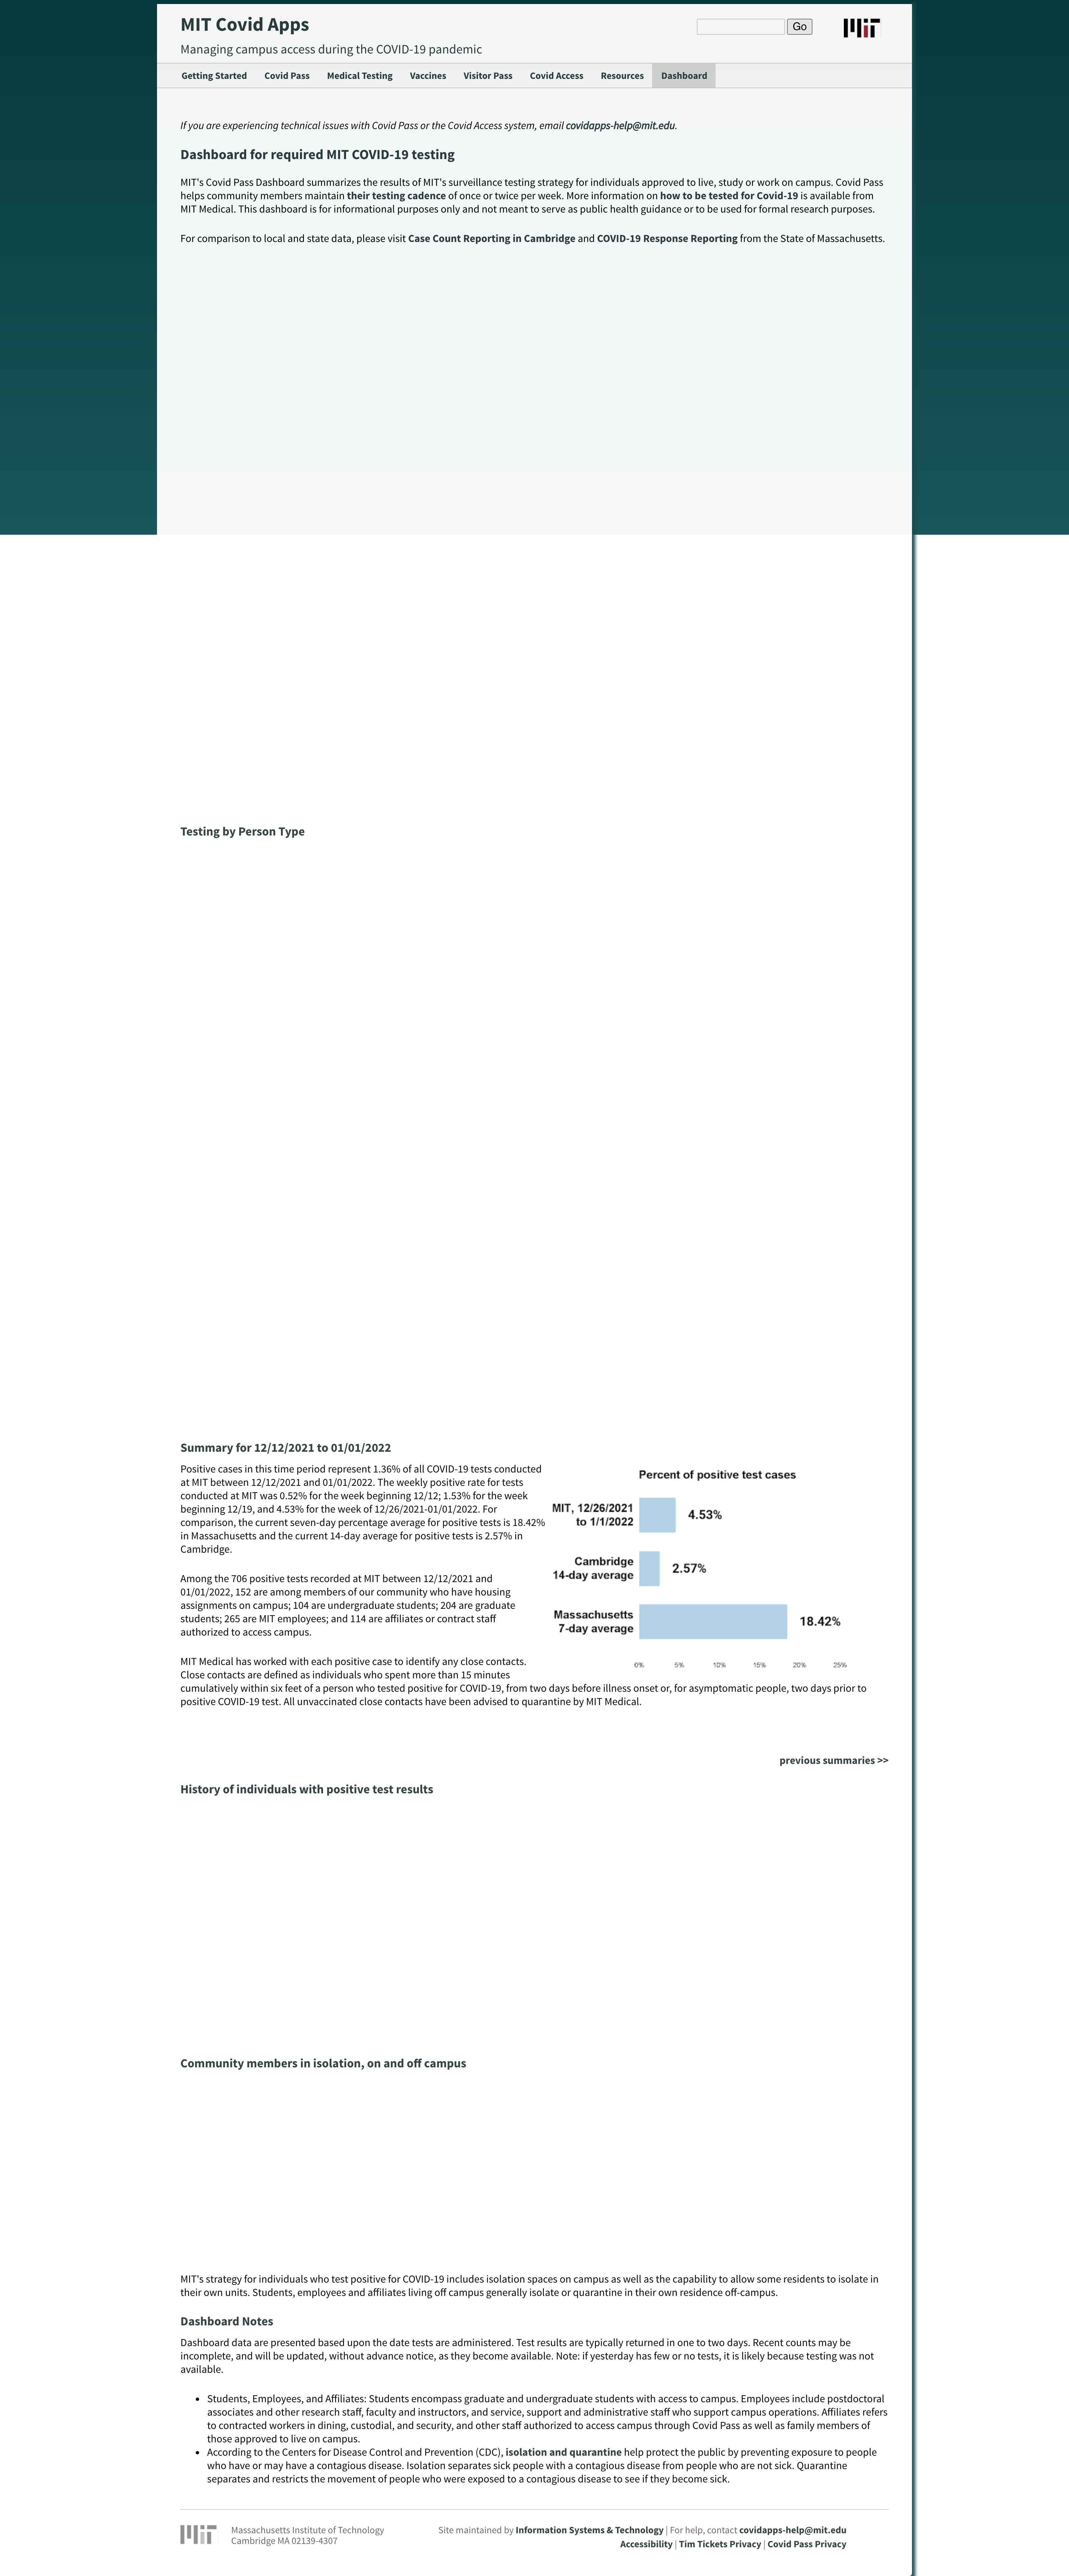 MIT Covid Apps
Go
Managing campus access during the COVID-19 pandemic
Getting Started Covid Pass Medical Testing Vaccines Visitor Pass Covid Access Resources Dashboard
If you are experiencing technical issues with Covid Pass or the Covid Access system, email covidapps-help@mit.edu.
Dashboard for required MIT COVID-19 testing
MIT's Covid Pass Dashboard summarizes the results of MIT's surveillance testing strategy for individuals approved to live, study or work on campus. Covid Pass
helps community members maintain their testing cadence of once or twice per week. More information on how to be tested for Covid-19 is available from
MIT Medical. This dashboard is for informational purposes only and not meant to serve as public health guidance or to be used for formal research purposes.
For comparison to local and state data, please visit Case Count Reporting in Cambridge and COVID-19 Response Reporting from the State of Massachusetts.
Testing by Person Type
Summary for 12/12/2021 to 01/01/2022
Positive cases in this time period represent 1.36% of all COVID-19 tests conducted
at MIT between 12/12/2021 and 01/01/2022. The weekly positive rate for tests
conducted at MIT was 0.52% for the week beginning 12/12; 1.53% for the week
beginning 12/19, and 4.53% for the week of 12/26/2021-01/01/2022. For
comparison, the current seven-day percentage average for positive tests is 18.42%
in Massachusetts and the current 14-day average for positive tests is 2.57% in
Cambridge.
Among the 706 positive tests recorded at MIT between 12/12/2021 and
01/01/2022, 152 are among members of our community who have housing
assignments on campus; 104 are undergraduate students; 204 are graduate
students; 265 are MIT employees; and 114 are affiliates or contract staff
authorized to access campus.
MIT Medical has worked with each positive case to identify any close contacts.
Close contacts are defined as individuals who spent more than 15 minutes
cumulatively within six feet of a person who tested positive for COVID-19, from two days before illness onset or, for asymptomatic people, two days prior to
positive COVID-19 test. All unvaccinated close contacts have been advised to quarantine by MIT Medical.
Percent of positive test cases
MIT, 12/26/2021
to 1/1/2022
4.53%
Cambridge
14-day average
2.57%
Massachusetts
7-day average
18.42%
0% 5% 10% 15% 20% 25%
previous summaries >>
History of individuals with positive test results
Community members in isolation, on and off campus
MIT's strategy for individuals who test positive for COVID-19 includes isolation spaces on campus as well as the capability to allow some residents to isolate in
their own units. Students, employees and affiliates living off campus generally isolate or quarantine in their own residence off-campus.
Dashboard Notes
Dashboard data are presented based upon the date tests are administered. Test results are typically returned in one to two days. Recent counts may be
incomplete, and will be updated, without advance notice, as they become available. Note: if yesterday has few or no tests, it is likely because testing was not
available.
• Students, Employees, and Affiliates: Students encompass graduate and undergraduate students with access to campus. Employees include postdoctoral
associates and other research staff, faculty and instructors, and service, support and administrative staff who support campus operations. Affiliates refers
to contracted workers in dining, custodial, and security, and other staff authorized to access campus through Covid Pass as well as family members of
those approved to live on campus.
• According to the Centers for Disease Control and Prevention (CDC), isolation and quarantine help protect the public by preventing exposure to people
who have or may have a contagious disease. Isolation separates sick people with a contagious disease from people who are not sick. Quarantine
separates and restricts the movement of people who were exposed to a contagious disease to see if they become sick.
Massachusetts Institute of Technology
Cambridge MA 02139-4307
Site maintained by Information Systems & Technology | For help, contact covidapps-help@mit.edu
Accessibility | Tim Tickets Privacy | Covid Pass Privacy